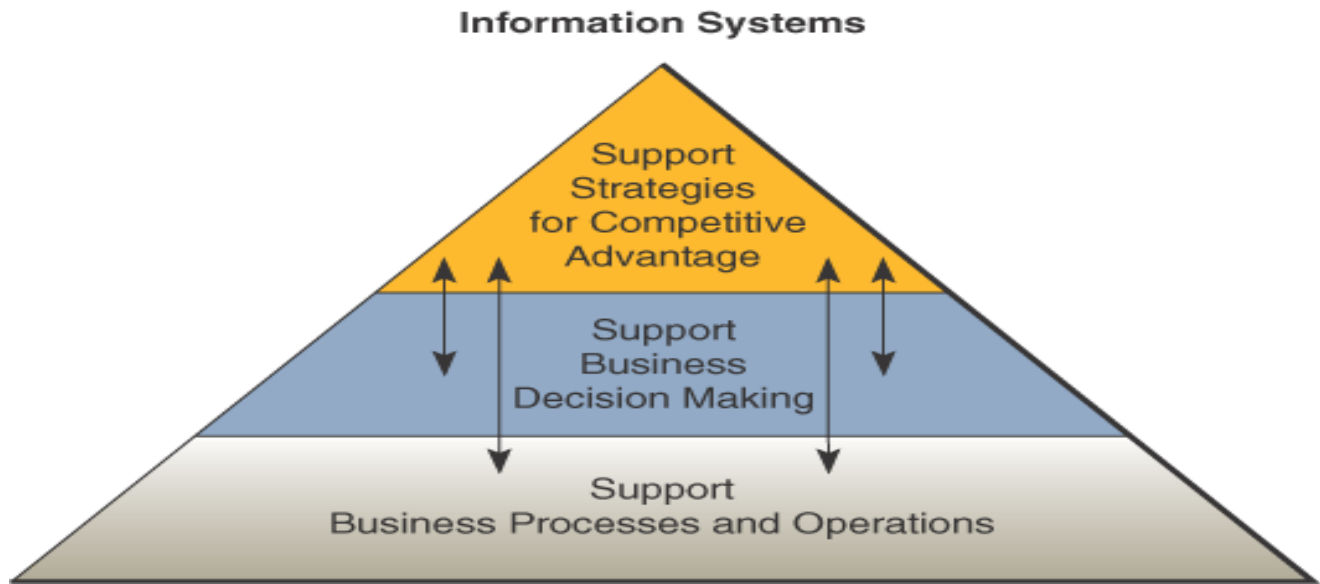 Information Systems
Support
Strategies
for Competitive
Advantage
Support
Business
Decision Making
Support
Business Processes and Operations